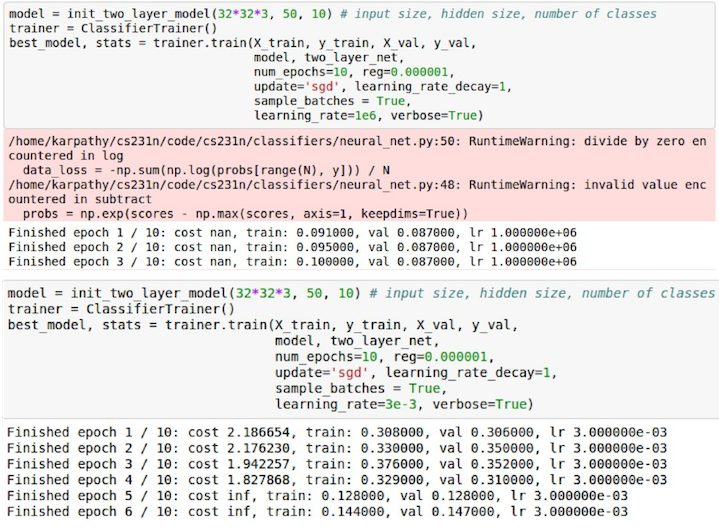 model = init_two_layer_model(32*32*3, 50, 10) # input size, hidden size, number of classes
trainer = ClassifierTrainer()
best_model, stats = trainer.train(X_train, y_train, X_val, y_val,
model, two_layer_net,
num_epochs=10, reg=0.000001,
update='sgd', learning_rate_decay=1,
sample_batches = True,
learning_rate=1e6, verbose=True)
/home/karpathy/cs231n/code/cs231n/classifiers/neural_net.py:50: RuntimeWarning: divide by zero en
countered in log
data_loss = -np.sum(np.log(probs[range(N), y])) / N
/home/karpathy/cs231n/code/cs231n/classifiers/neural_net.py:48: RuntimeWarning: invalid value enc
ountered in subtract
probs = np.exp(scores - np.max(scores, axis=1, keepdims=True))
Finished epoch 1 / 10: cost nan, train: 0.091000, val 0.087000, lr 1.000000e+06
Finished epoch 2 / 10: cost nan, train: 0.095000, val 0.087000, lr 1.000000e+06
Finished epoch 3 / 10: cost nan, train: 0.100000, val 0.087000, lr 1.000000e+06
model = init_two_layer_model(32*32*3, 50, 10) # input size, hidden size, number of classes
trainer = ClassifierTrainer()
best_model, stats = trainer.train(X_train, y_train, X_val, y_val,
model, two_layer_net,
num_epochs=10, reg=0.000001,
update='sgd', learning_rate_decay=1,
sample_batches = True,
learning_rate=3e-3, verbose=True)
Finished epoch 1 / 10: cost 2.186654, train: 0.308000, val 0.306000, lr 3.000000e-03
Finished epoch 2 / 10: cost 2.176230, train: 0.330000, val 0.350000, lr 3.000000e-03
Finished epoch 3 / 10: cost 1.942257, train: 0.376000, val 0.352000, lr 3.000000e-03
Finished epoch 4 / 10: cost 1.827868, train: 0.329000, val 0.310000, lr 3.000000e-03
Finished epoch 5 / 10: cost inf, train: 0.128000, val 0.128000, lr 3.000000e-03
Finished epoch 6 / 10: cost inf, train: 0.144000, val 0.147000, lr 3.000000e-03